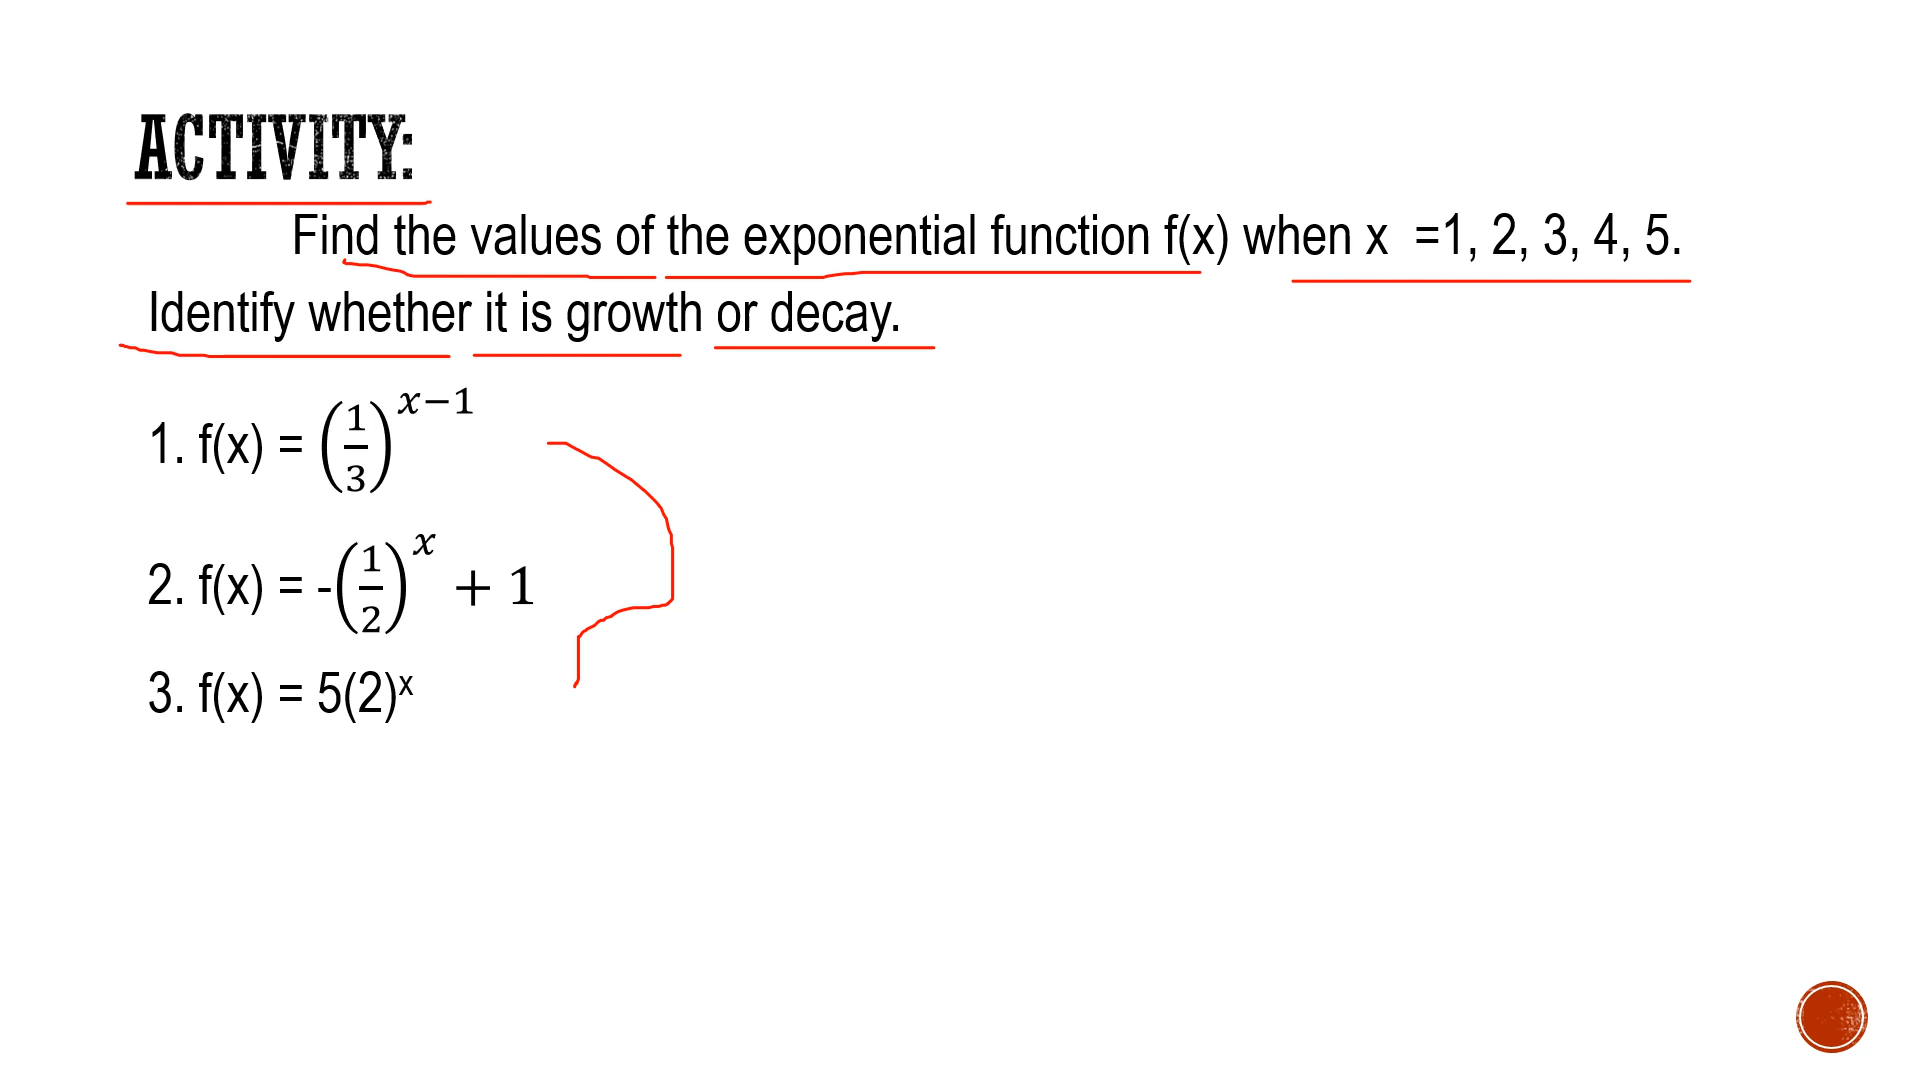 ACTIVITY:
Find the values of the exponential function f(x) when x =1, 2, 3, 4, 5.
Identify whether it is growth or decay.
1. f(x) = (1/3)^(x−1)
2. f(x) = -(1/2)^x + 1
3. f(x) = 5(2)^x